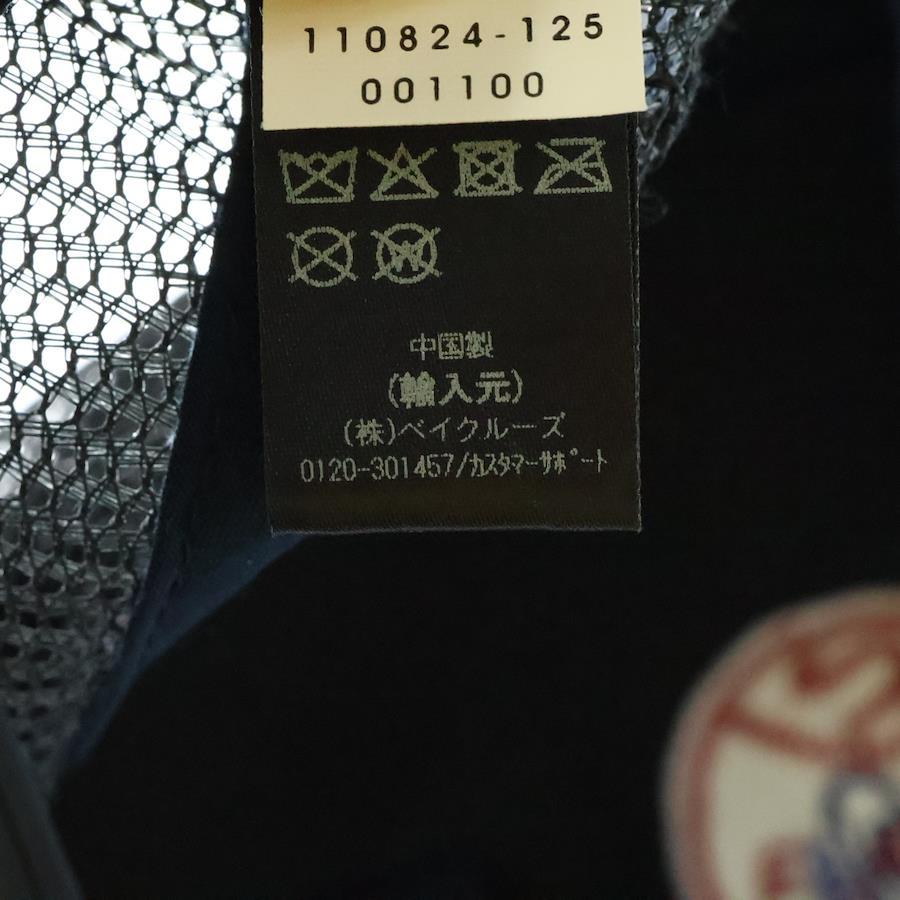 110824-125
001100
W
中国製
(輸入元)
(株)ベイクルーズ
0120-301457/ｶｽﾀﾏｰｻﾎﾟｰﾄ